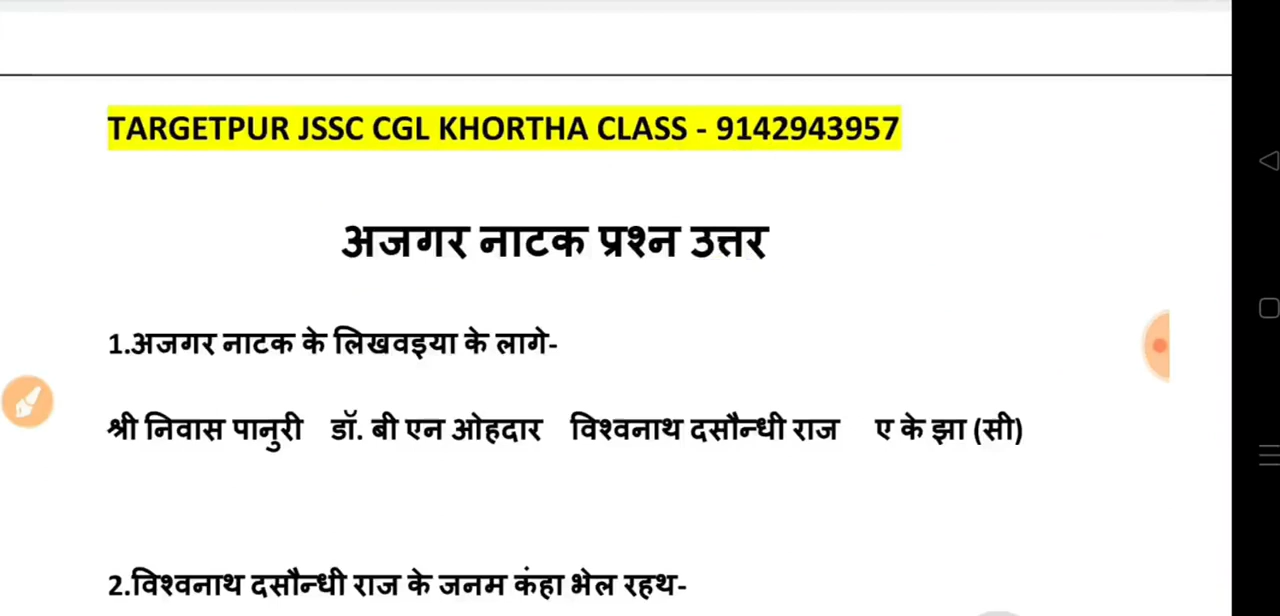 TARGETPUR JSSC CGL KHORTHA CLASS - 9142943957
अजगर नाटक प्रश्न उत्तर
1.अजगर नाटक के लिखवइया के लागे-
श्री निवास पानुरी डॉ. बी एन ओहदार विश्वनाथ दसौन्धी राज ए के झा (सी)
2.विश्वनाथ दसौन्धी राज के जनम कंहा भेल रहथ-